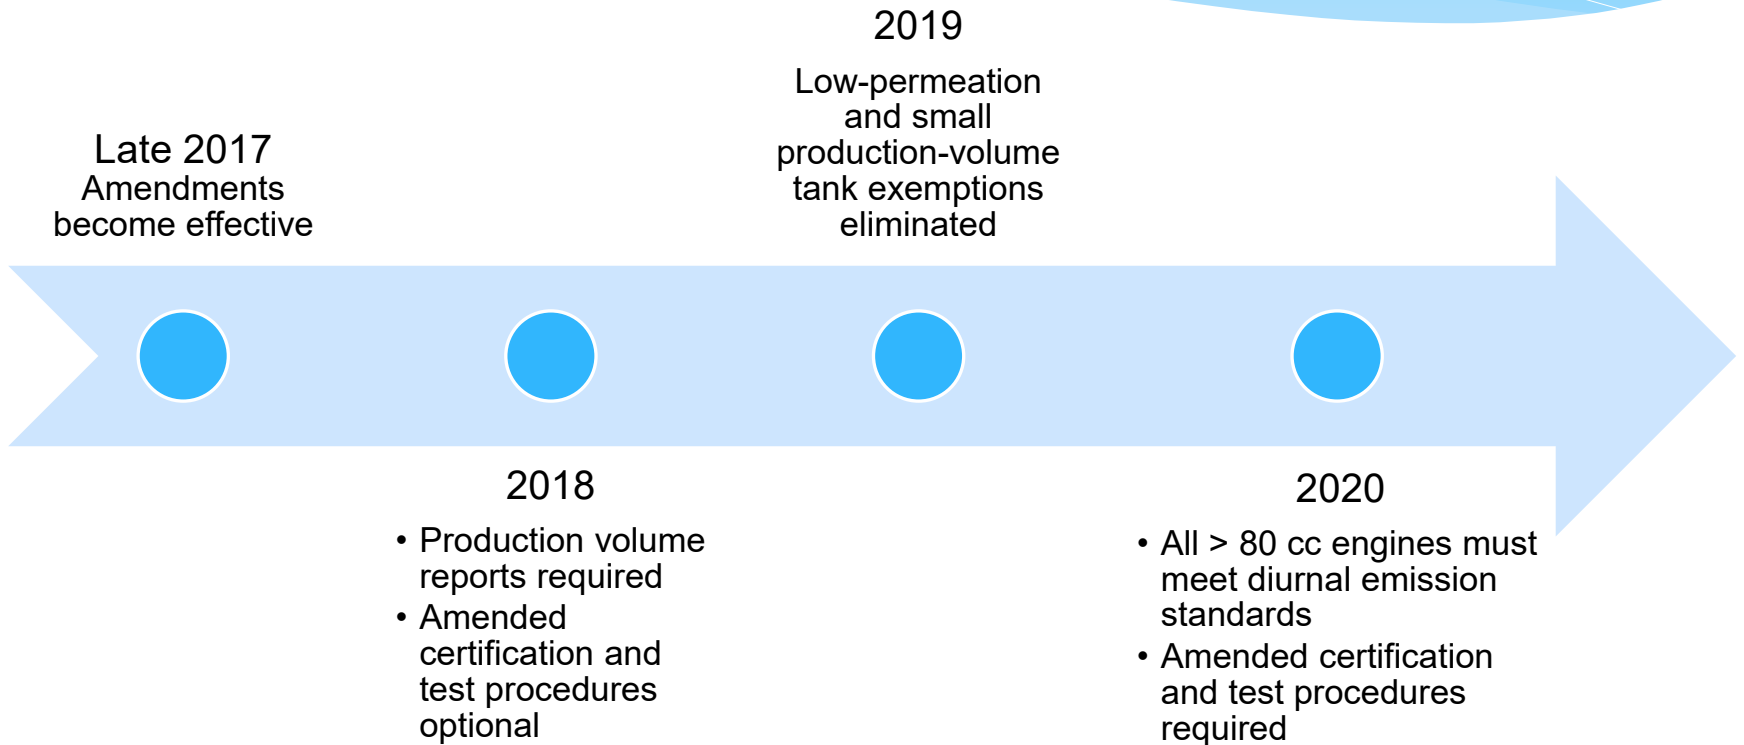 Late 2017
Amendments
become effective
2018
• Production volume
reports required
• Amended
certification and
test procedures
optional
2019
Low-permeation
and small
production-volume
tank exemptions
eliminated
2020
• All > 80 cc engines must
meet diurnal emission
standards
• Amended certification
and test procedures
required